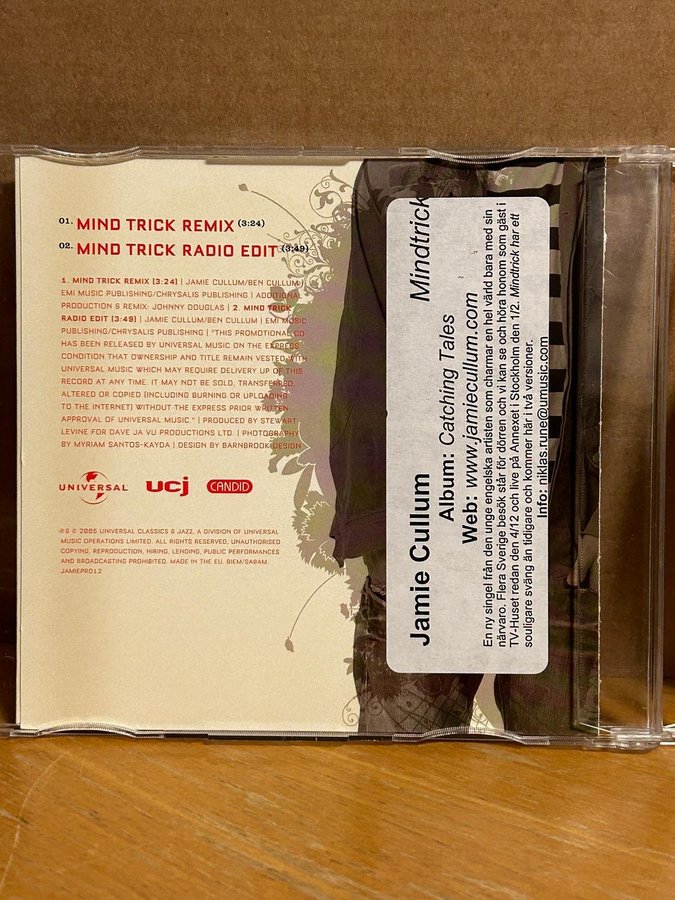 01. MIND TRICK REMIX (3:24)
02. MIND TRICK RADIO EDIT (3:49)
1. MIND TRICK REMIX (3:24) | JAMIE CULLUM/BEN CULLUM |
EMI MUSIC PUBLISHING/CHRYSALIS PUBLISHING | ADDITIONAL
PRODUCTION & REMIX: JOHNNY DOUGLAS | 2. MIND TRICK
RADIO EDIT (3:49) | JAMIE CULLUM/BEN CULLUM | EMI MUSIC
PUBLISHING/CHRYSALIS PUBLISHING | "THIS PROMOTIONAL CD
HAS BEEN RELEASED BY UNIVERSAL MUSIC ON THE EXPRESS
CONDITION THAT OWNERSHIP AND TITLE REMAIN VESTED WITH
UNIVERSAL MUSIC WHICH MAY REQUIRE DELIVERY UP OF THIS
RECORD AT ANY TIME. IT MAY NOT BE SOLD, TRANSFERRED
ALTERED OR COPIED (INCLUDING BURNING OR UPLOADING
TO THE INTERNET) WITHOUT THE EXPRESS PRIOR WRITTEN
APPROVAL OF UNIVERSAL MUSIC." | PRODUCED BY STEWART
LEVINE FOR DAVE JA VU PRODUCTIONS LTD. | PHOTOGRAPHY
BY MYRIAM SANTOS-KAYDA | DESIGN BY BARNBROOK DESIGN
UNIVERSAL ucj CANDID
℗ © 2005 UNIVERSAL CLASSICS & JAZZ, A DIVISION OF UNIVERSAL
MUSIC OPERATIONS LIMITED. ALL RIGHTS RESERVED, UNAUTHORISED
COPYING, REPRODUCTION, HIRING, LENDING, PUBLIC PERFORMANCES
AND BROADCASTING PROHIBITED. MADE IN THE EU. BIEM/SABAM.
JAMIEPRO12
Jamie Cullum Mindtrick
Album: Catching Tales
Web: www.jamiecullum.com
En ny singel från den unge engelska artisten som charmar en hel värld bara med sin
närvaro. Flera Sverige besök står för dörren och vi kan se och höra honom som gäst i
TV-Huset redan den 4/12 och live på Annexet i Stockholm den 1/2. Mindtrick har ett
souligare sväng än tidigare och kommer här i två versioner.
Info: niklas.rune@umusic.com